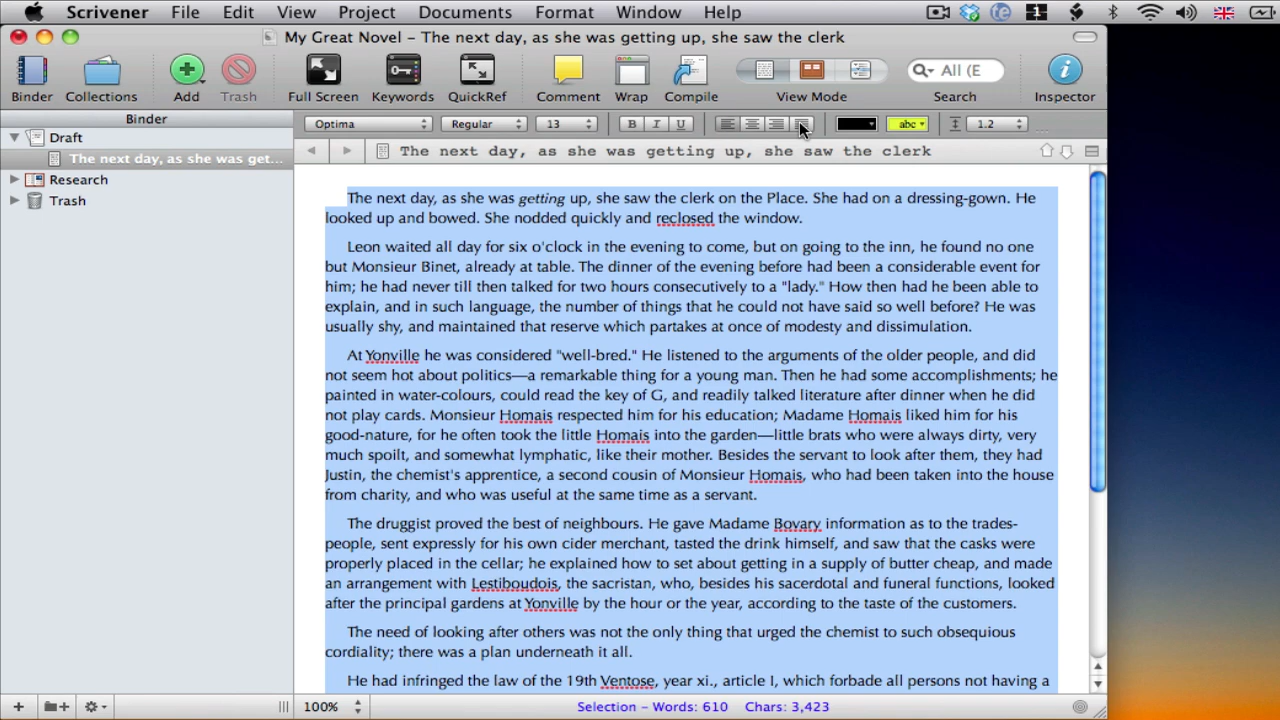 Scrivener File Edit View Project Documents Format Window Help
My Great Novel – The next day, as she was getting up, she saw the clerk
All (E
Binder Collections Add Trash Full Screen Keywords QuickRef Comment Wrap Compile View Mode Search Inspector
Binder
Optima Regular 13 B I U abc 1.2
Draft
The next day, as she was get...
Research
Trash
The next day, as she was getting up, she saw the clerk
The next day, as she was getting up, she saw the clerk on the Place. She had on a dressing-gown. He
looked up and bowed. She nodded quickly and reclosed the window.
Leon waited all day for six o'clock in the evening to come, but on going to the inn, he found no one
but Monsieur Binet, already at table. The dinner of the evening before had been a considerable event for
him; he had never till then talked for two hours consecutively to a "lady." How then had he been able to
explain, and in such language, the number of things that he could not have said so well before? He was
usually shy, and maintained that reserve which partakes at once of modesty and dissimulation.
At Yonville he was considered "well-bred." He listened to the arguments of the older people, and did
not seem hot about politics—a remarkable thing for a young man. Then he had some accomplishments; he
painted in water-colours, could read the key of G, and readily talked literature after dinner when he did
not play cards. Monsieur Homais respected him for his education; Madame Homais liked him for his
good-nature, for he often took the little Homais into the garden—little brats who were always dirty, very
much spoilt, and somewhat lymphatic, like their mother. Besides the servant to look after them, they had
Justin, the chemist's apprentice, a second cousin of Monsieur Homais, who had been taken into the house
from charity, and who was useful at the same time as a servant.
The druggist proved the best of neighbours. He gave Madame Bovary information as to the trades-
people, sent expressly for his own cider merchant, tasted the drink himself, and saw that the casks were
properly placed in the cellar; he explained how to set about getting in a supply of butter cheap, and made
an arrangement with Lestiboudois, the sacristan, who, besides his sacerdotal and funeral functions, looked
after the principal gardens at Yonville by the hour or the year, according to the taste of the customers.
The need of looking after others was not the only thing that urged the chemist to such obsequious
cordiality; there was a plan underneath it all.
He had infringed the law of the 19th Ventose, year xi., article I, which forbade all persons not having a
100% Selection – Words: 610 Chars: 3,423